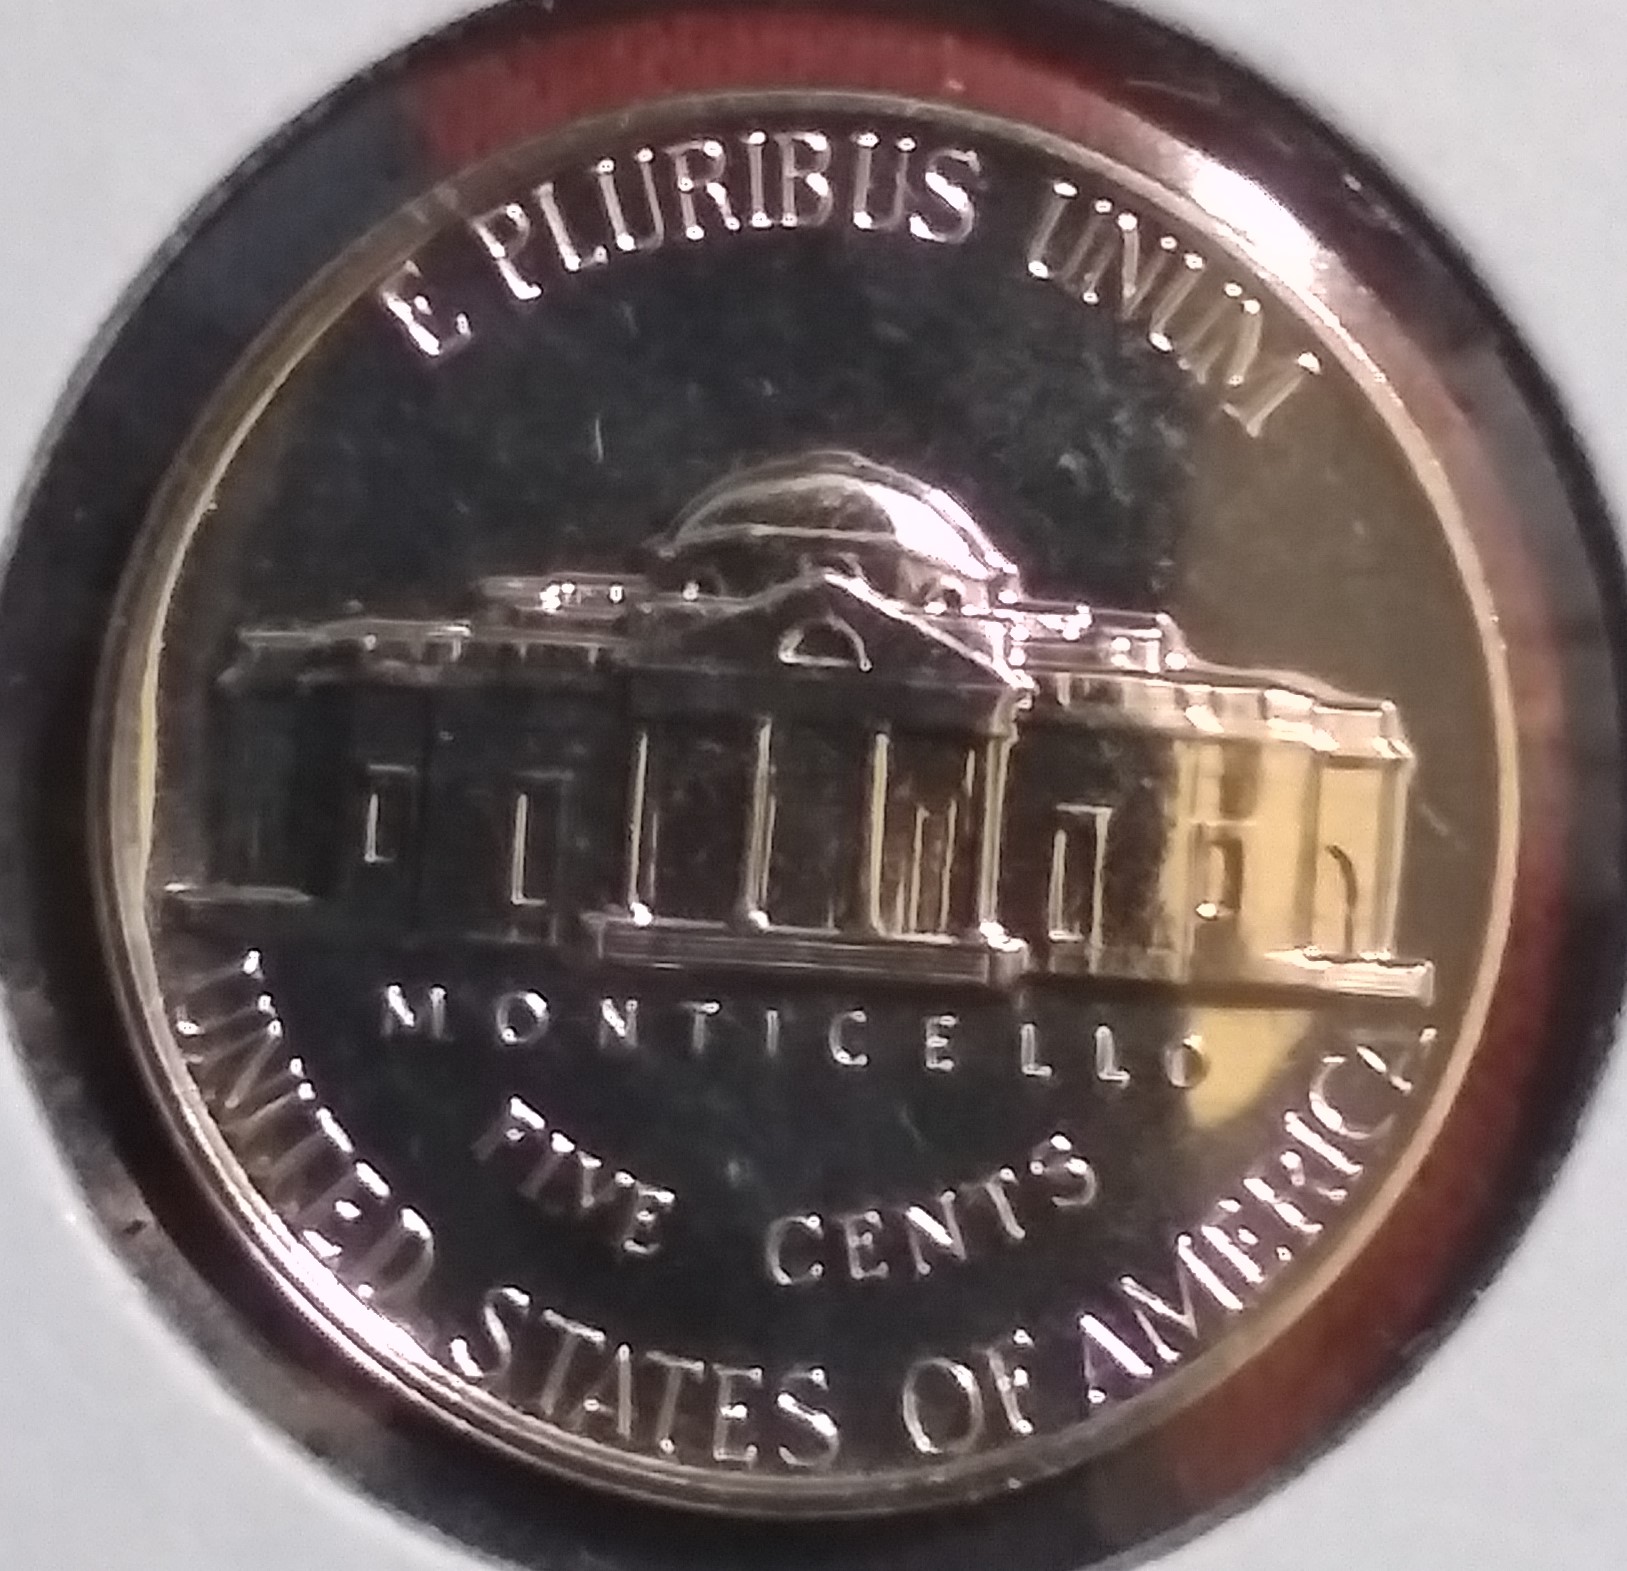 E PLURIBUS UNUM
MONTICELLO
FIVE CENTS
UNITED STATES OF AMERICA